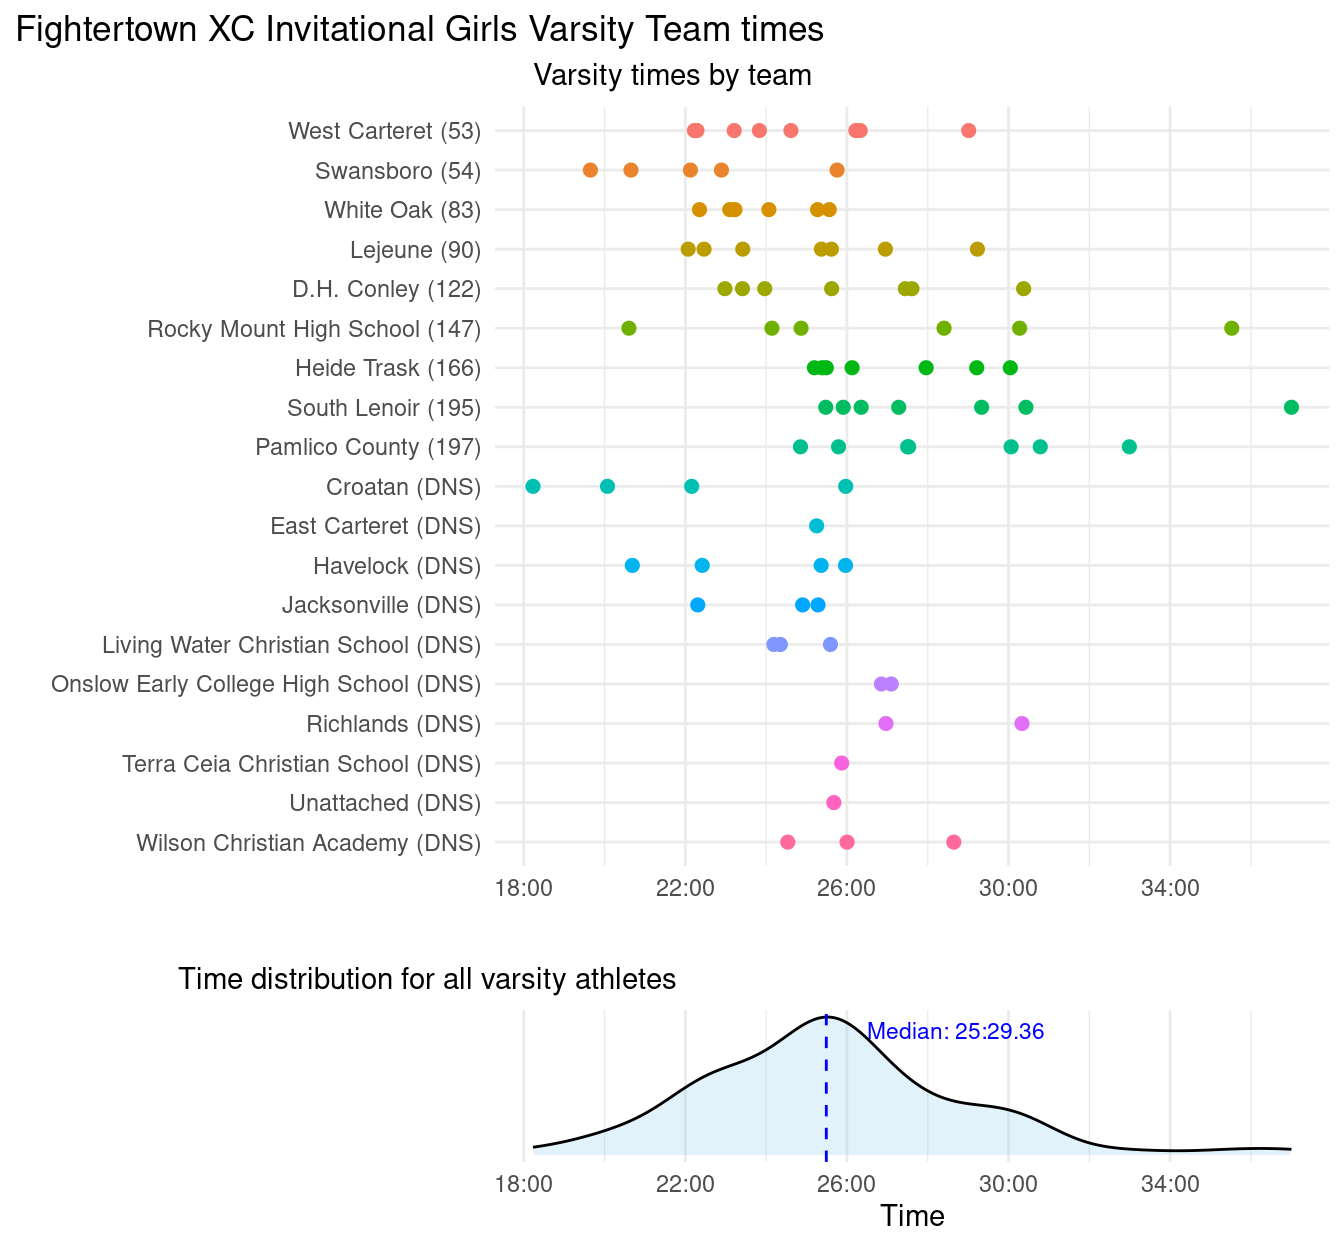 Fightertown XC Invitational Girls Varsity Team times
Varsity times by team
West Carteret (53)
Swansboro (54)
White Oak (83)
Lejeune (90)
D.H. Conley (122)
Rocky Mount High School (147)
Heide Trask (166)
South Lenoir (195)
Pamlico County (197)
Croatan (DNS)
East Carteret (DNS)
Havelock (DNS)
Jacksonville (DNS)
Living Water Christian School (DNS)
Onslow Early College High School (DNS)
Richlands (DNS)
Terra Ceia Christian School (DNS)
Unattached (DNS)
Wilson Christian Academy (DNS)
18:00 22:00 26:00 30:00 34:00
Time distribution for all varsity athletes
Median: 25:29.36
18:00 22:00 26:00 30:00 34:00
Time